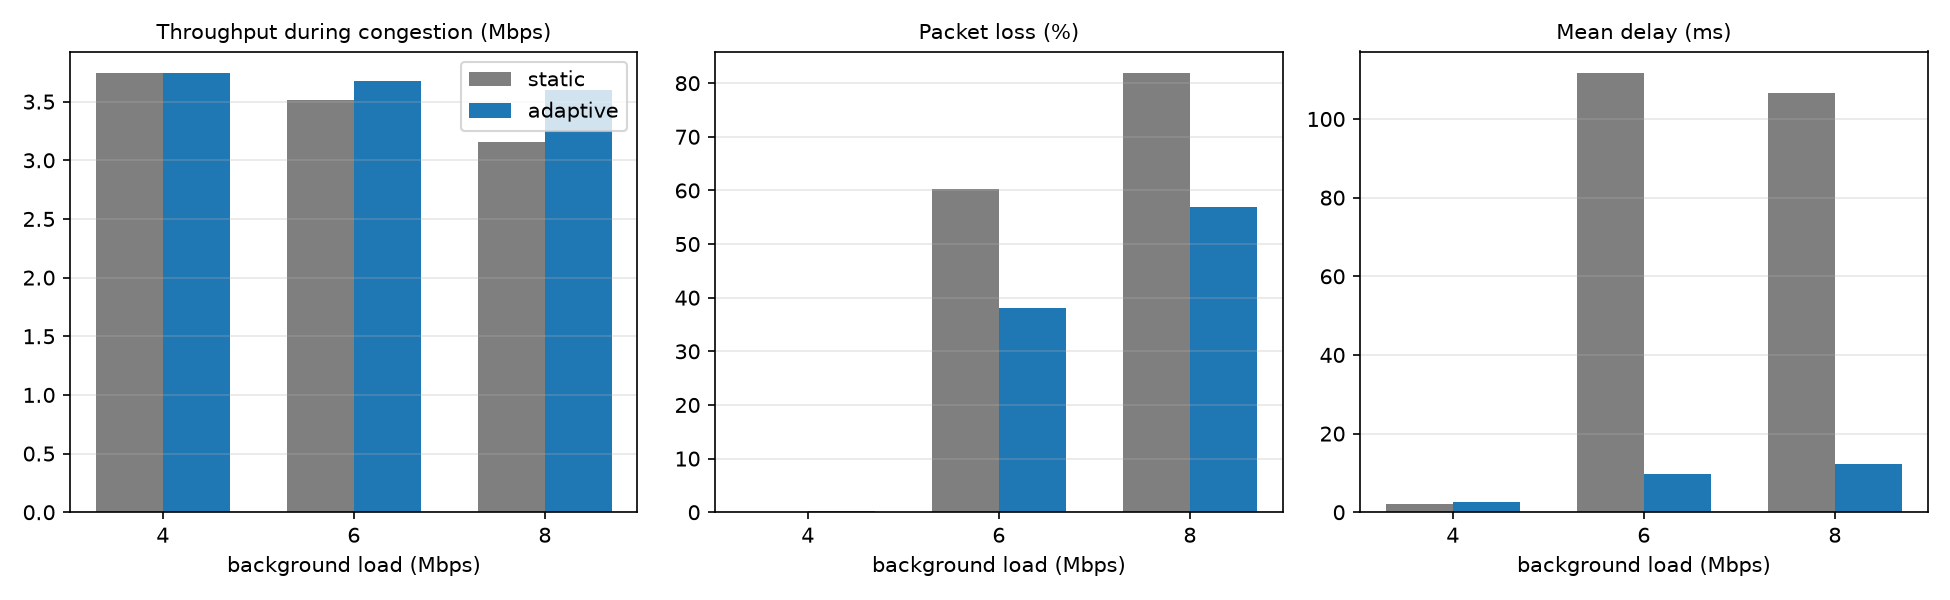 Throughput during congestion (Mbps)
static
adaptive
3.5
3.0
2.5
2.0
1.5
1.0
0.5
0.0
4 6 8
background load (Mbps)
Packet loss (%)
80
70
60
50
40
30
20
10
0
4 6 8
background load (Mbps)
Mean delay (ms)
100
80
60
40
20
0
4 6 8
background load (Mbps)